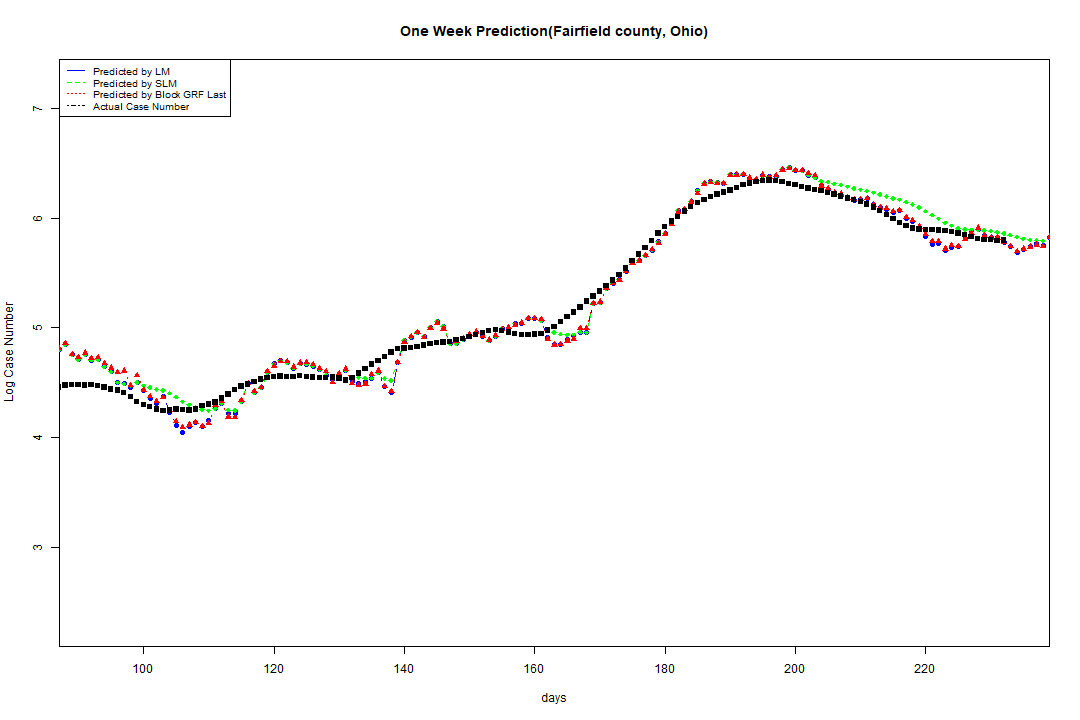 One Week Prediction(Fairfield county, Ohio)
Predicted by LM
Predicted by SLM
Predicted by Block GRF Last
Actual Case Number
7
6
5
4
3
Log Case Number
100 120 140 160 180 200 220
days